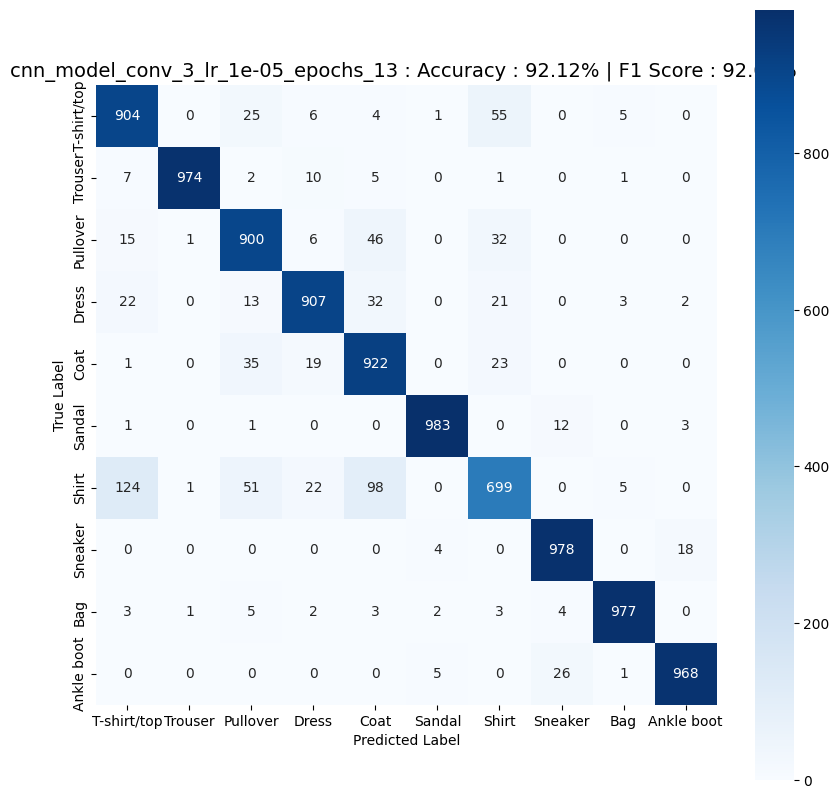 cnn_model_conv_3_lr_1e-05_epochs_13 : Accuracy : 92.12% | F1 Score : 92.
T-shirt/top 904 0 25 6 4 1 55 0 5 0
Trouser 7 974 2 10 5 0 1 0 1 0
Pullover 15 1 900 6 46 0 32 0 0 0
Dress 22 0 13 907 32 0 21 0 3 2
Coat 1 0 35 19 922 0 23 0 0 0
Sandal 1 0 1 0 0 983 0 12 0 3
Shirt 124 1 51 22 98 0 699 0 5 0
Sneaker 0 0 0 0 0 4 0 978 0 18
Bag 3 1 5 2 3 2 3 4 977 0
Ankle boot 0 0 0 0 0 5 0 26 1 968
True Label
T-shirt/top Trouser Pullover Dress Coat Sandal Shirt Sneaker Bag Ankle boot
Predicted Label
800
600
400
200
0